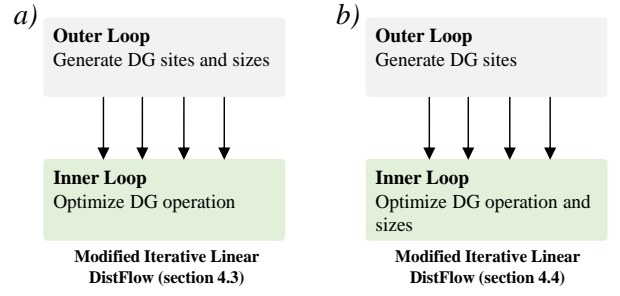 a)
Outer Loop
Generate DG sites and sizes
Inner Loop
Optimize DG operation
Modified Iterative Linear
DistFlow (section 4.3)
b)
Outer Loop
Generate DG sites
Inner Loop
Optimize DG operation and
sizes
Modified Iterative Linear
DistFlow (section 4.4)